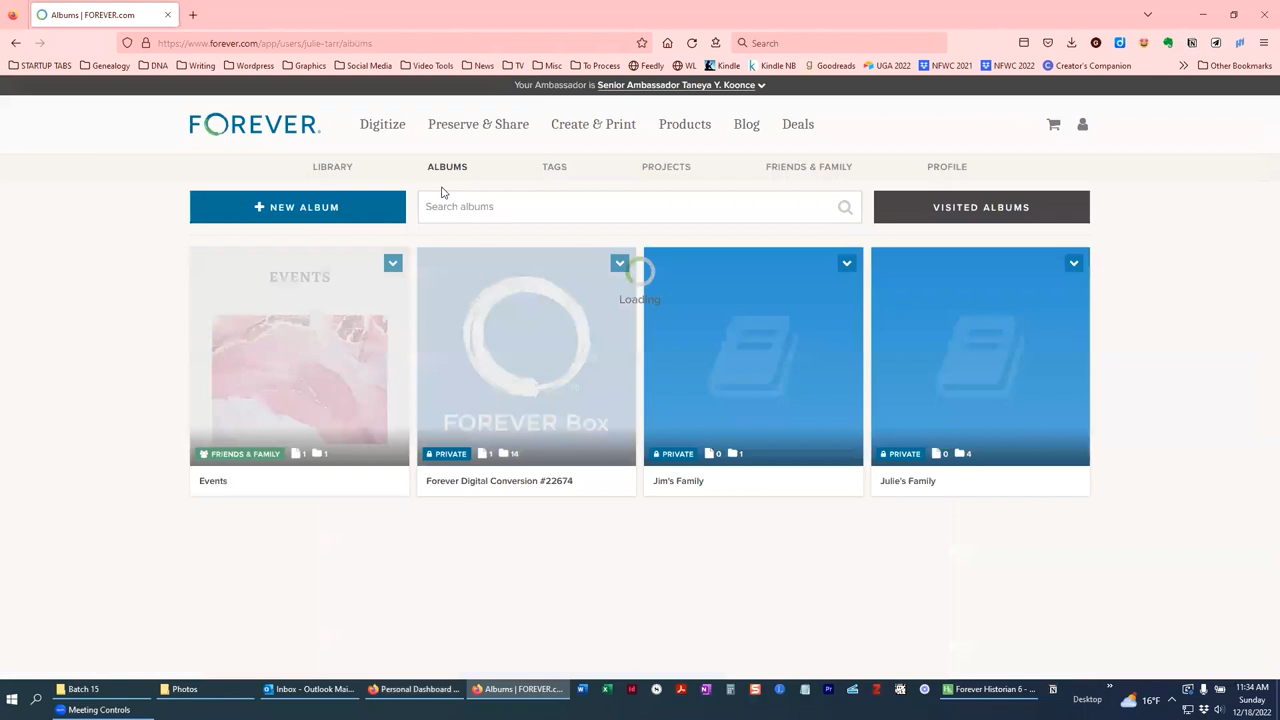 Albums | FOREVER.com
https://www.forever.com/app/users/julie-tarr/albums
Search
STARTUP TABS
Genealogy
DNA
Writing
Wordpress
Graphics
Social Media
Video Tools
News
TV
Misc
To Process
Feedly
WL
Kindle
Kindle NB
Goodreads
UGA 2022
NFWC 2021
NFWC 2022
Creator's Companion
Other Bookmarks
Your Ambassador is Senior Ambassador Taneya Y. Koonce
FOREVER.
Digitize
Preserve & Share
Create & Print
Products
Blog
Deals
LIBRARY
ALBUMS
TAGS
PROJECTS
FRIENDS & FAMILY
PROFILE
+ NEW ALBUM
Search albums
VISITED ALBUMS
EVENTS
Loading
FOREVER Box
FRIENDS & FAMILY 1 1
PRIVATE 1 14
PRIVATE 0 1
PRIVATE 0 4
Events
Forever Digital Conversion #22674
Jim's Family
Julie's Family
Batch 15
Photos
Inbox - Outlook Mai...
Personal Dashboard ...
Albums | FOREVER.c...
Forever Historian 6 - ...
Desktop
16°F
11:34 AM
Sunday
12/18/2022
Meeting Controls